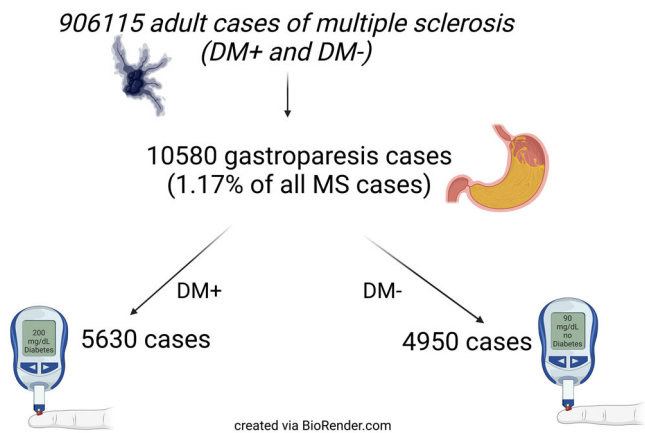 906115 adult cases of multiple sclerosis
(DM+ and DM-)
10580 gastroparesis cases
(1.17% of all MS cases)
DM+
DM-
200
mg/dL
Diabetes
5630 cases
4950 cases
90
mg/dL
no
Diabetes
created via BioRender.com